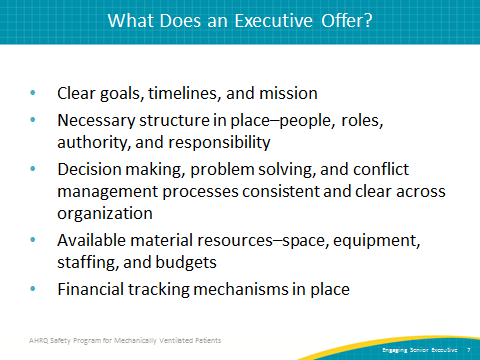 What Does an Executive Offer?
• Clear goals, timelines, and mission
• Necessary structure in place–people, roles,
authority, and responsibility
• Decision making, problem solving, and conflict
management processes consistent and clear across
organization
• Available material resources–space, equipment,
staffing, and budgets
• Financial tracking mechanisms in place
AHRQ Safety Program for Mechanically Ventilated Patients
Engaging Senior Executive 7